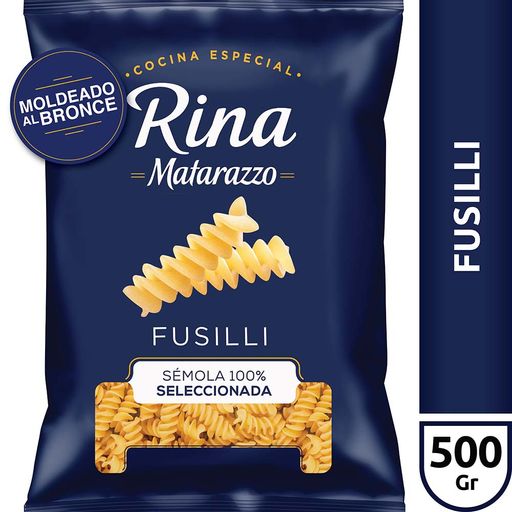 COCINA ESPECIAL
MOLDEADO
AL BRONCE
Rina
Matarazzo
FUSILLI
SÉMOLA 100%
SELECCIONADA
FUSILLI
500
Gr